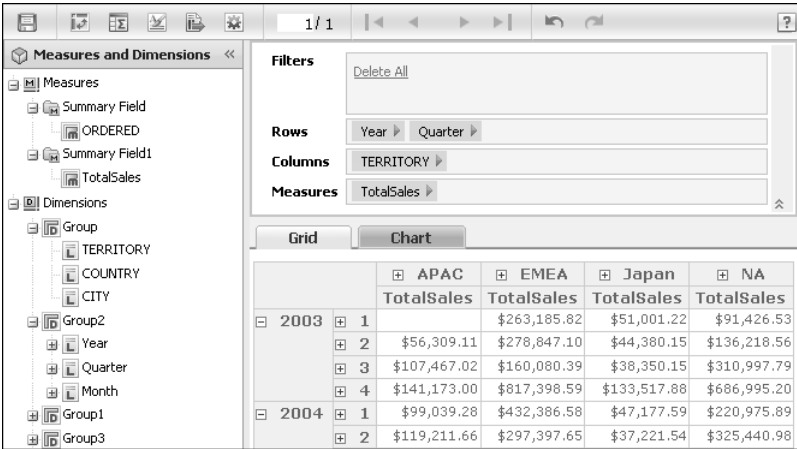 1/ 1
?
Measures and Dimensions «
Measures
Summary Field
ORDERED
Summary Field1
TotalSales
Dimensions
Group
TERRITORY
COUNTRY
CITY
Group2
Year
Quarter
Month
Group1
Group3
Filters
Delete All
Rows Year Quarter
Columns TERRITORY
Measures TotalSales
Grid Chart
APAC EMEA Japan NA
TotalSales TotalSales TotalSales TotalSales
2003 1 $263,185.82 $51,001.22 $91,426.53
2 $56,309.11 $278,847.10 $44,380.15 $136,218.56
3 $107,467.02 $160,080.39 $38,350.15 $310,997.79
4 $141,173.00 $817,398.59 $133,517.88 $686,995.20
2004 1 $99,039.28 $432,386.58 $47,177.59 $220,975.89
2 $119,211.66 $297,397.65 $37,221.54 $325,440.98